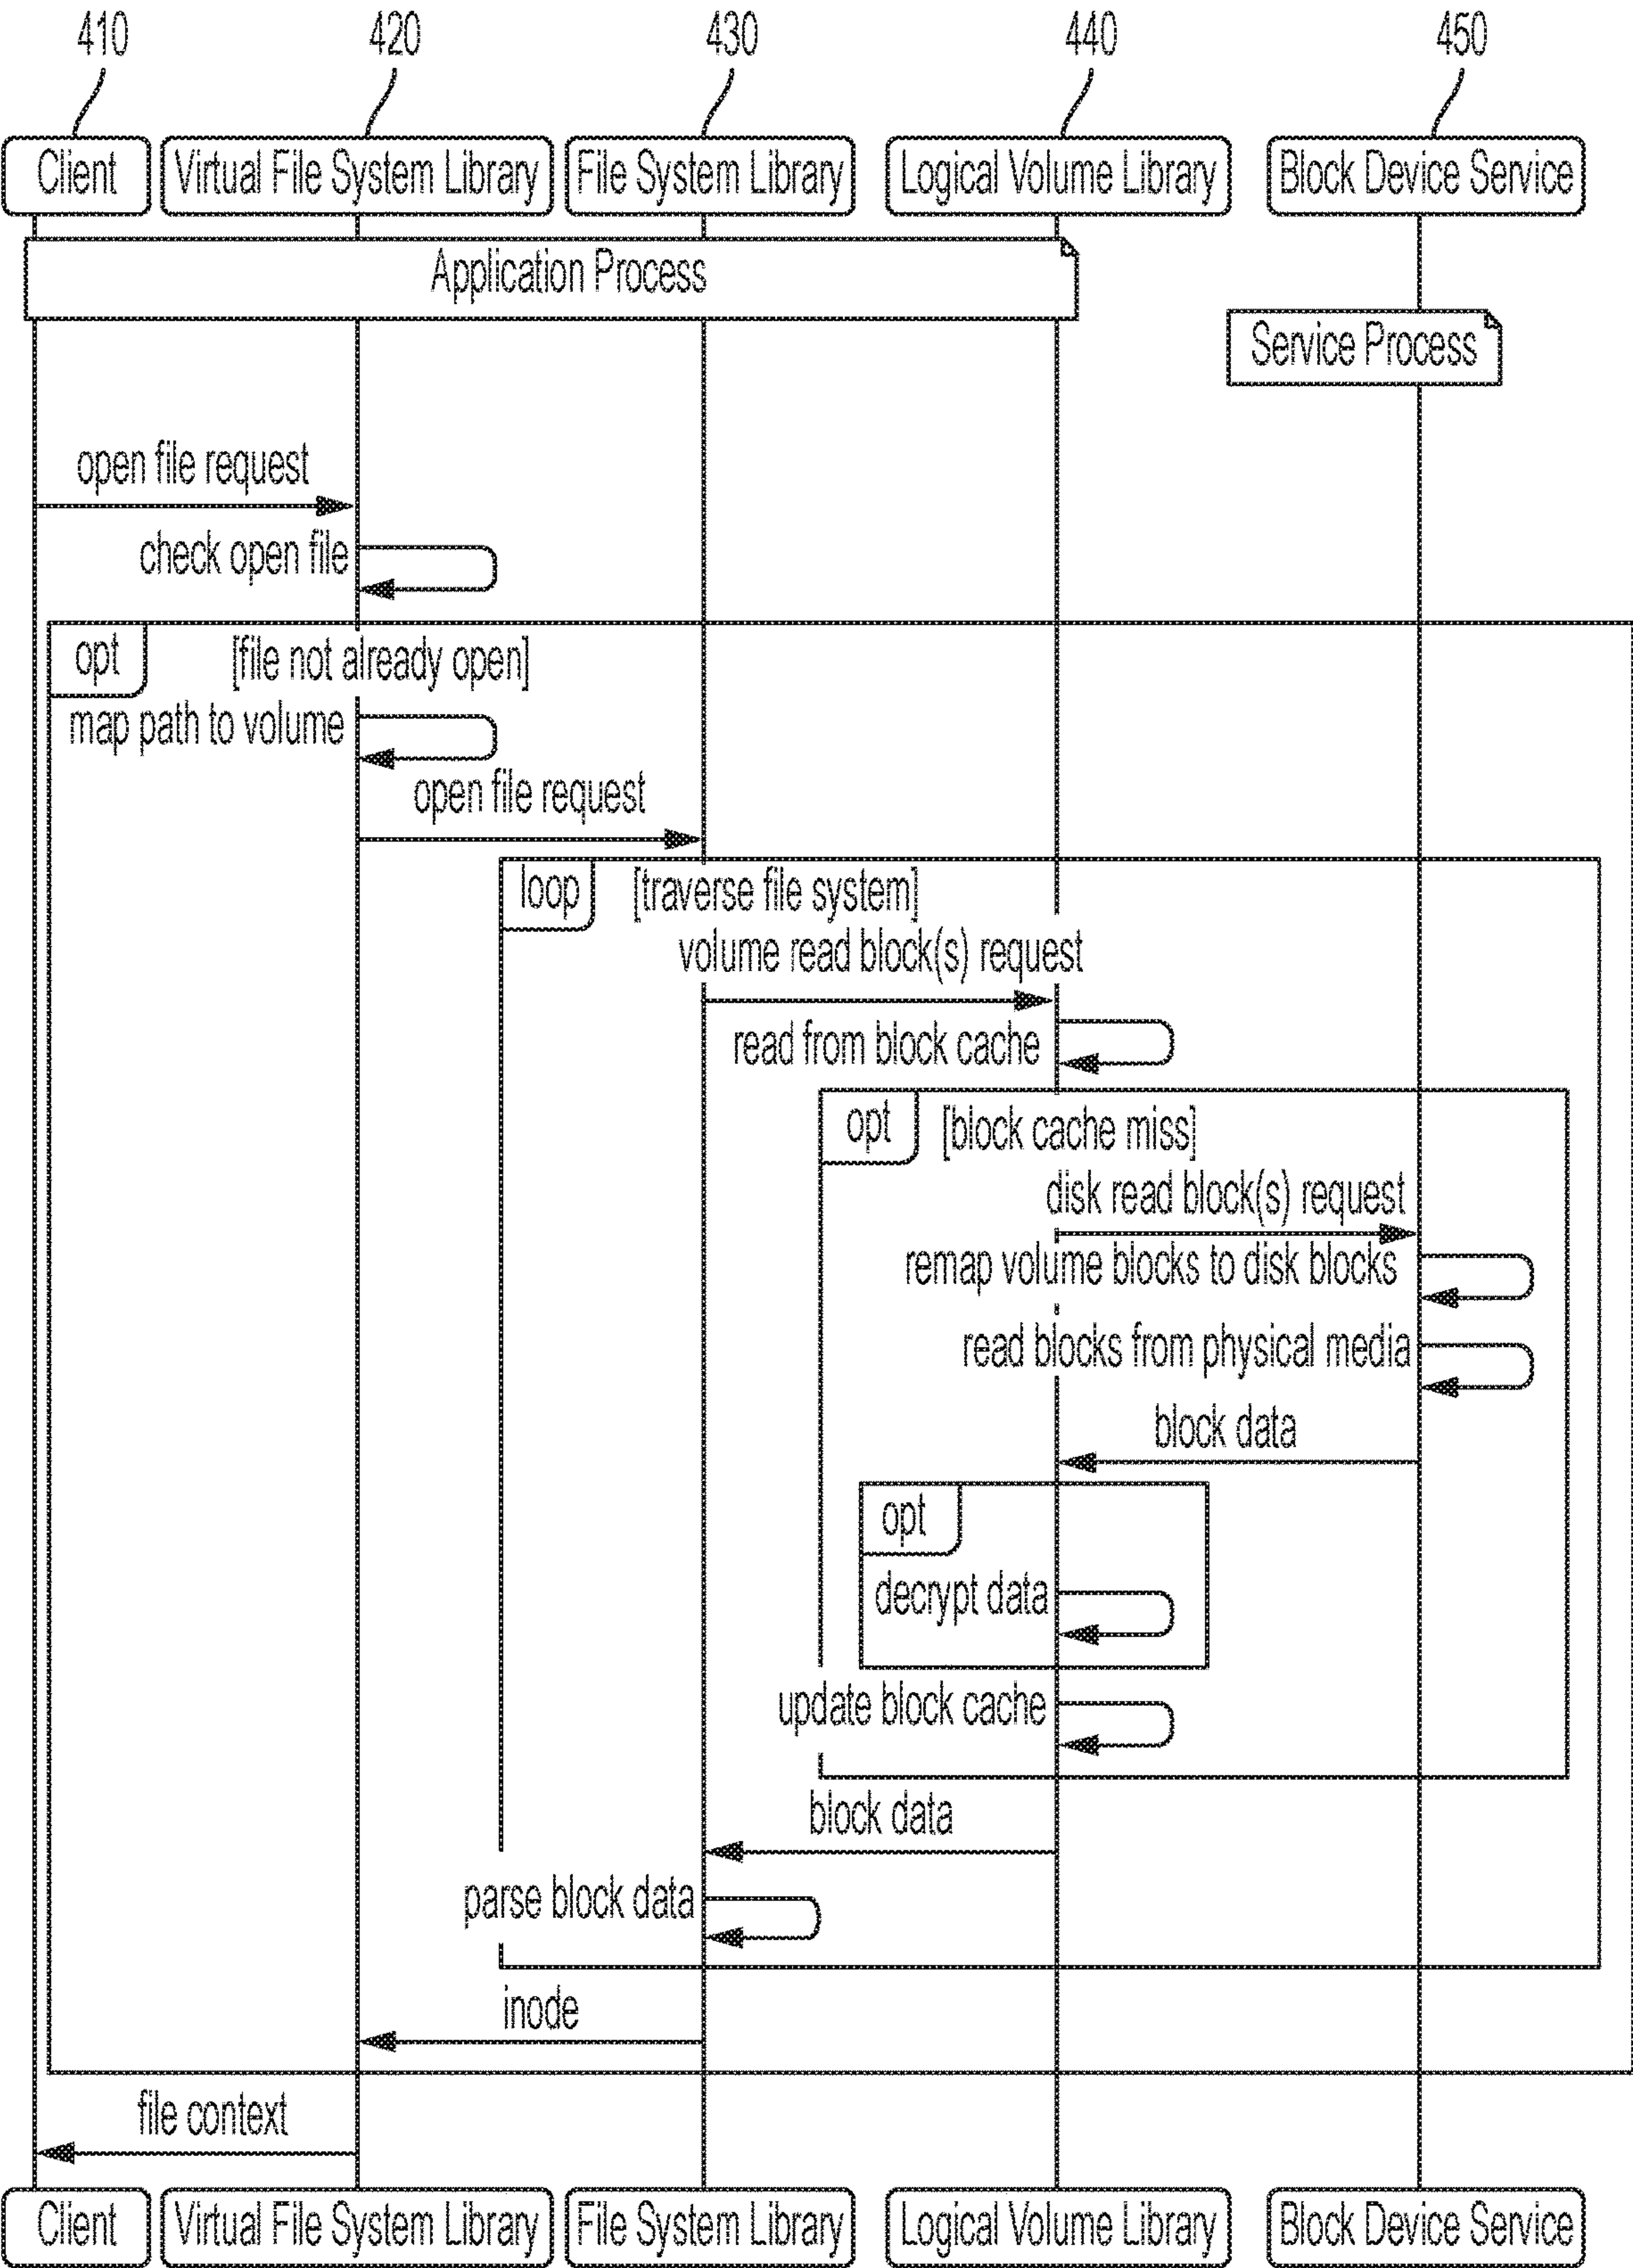 410
420
430
440
450
Client
Virtual File System Library
File System Library
Logical Volume Library
Block Device Service
Application Process
Service Process
open file request
check open file
opt
[file not already open]
map path to volume
open file request
loop
[traverse file system]
volume read block(s) request
read from block cache
opt
[block cache miss]
disk read block(s) request
remap volume blocks to disk blocks
read blocks from physical media
block data
opt
decrypt data
update block cache
block data
parse block data
inode
file context
Client
Virtual File System Library
File System Library
Logical Volume Library
Block Device Service